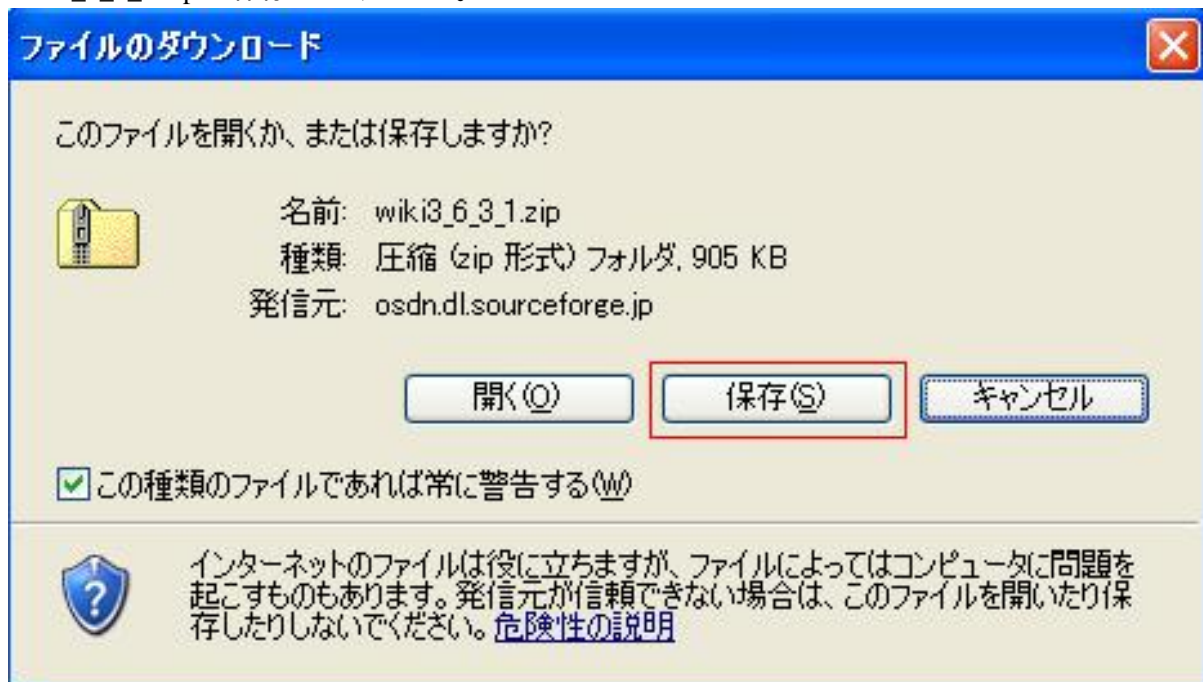 ファイルのダウンロード
このファイルを開くか、または保存しますか?
名前: wiki3_6_3_1.zip
種類: 圧縮 (zip 形式) フォルダ, 905 KB
発信元: osdn.dl.sourceforge.jp
開く(O) 保存(S) キャンセル
この種類のファイルであれば常に警告する(W)
インターネットのファイルは役に立ちますが、ファイルによってはコンピュータに問題を
起こすものもあります。発信元が信頼できない場合は、このファイルを開いたり保
存したりしないでください。危険性の説明